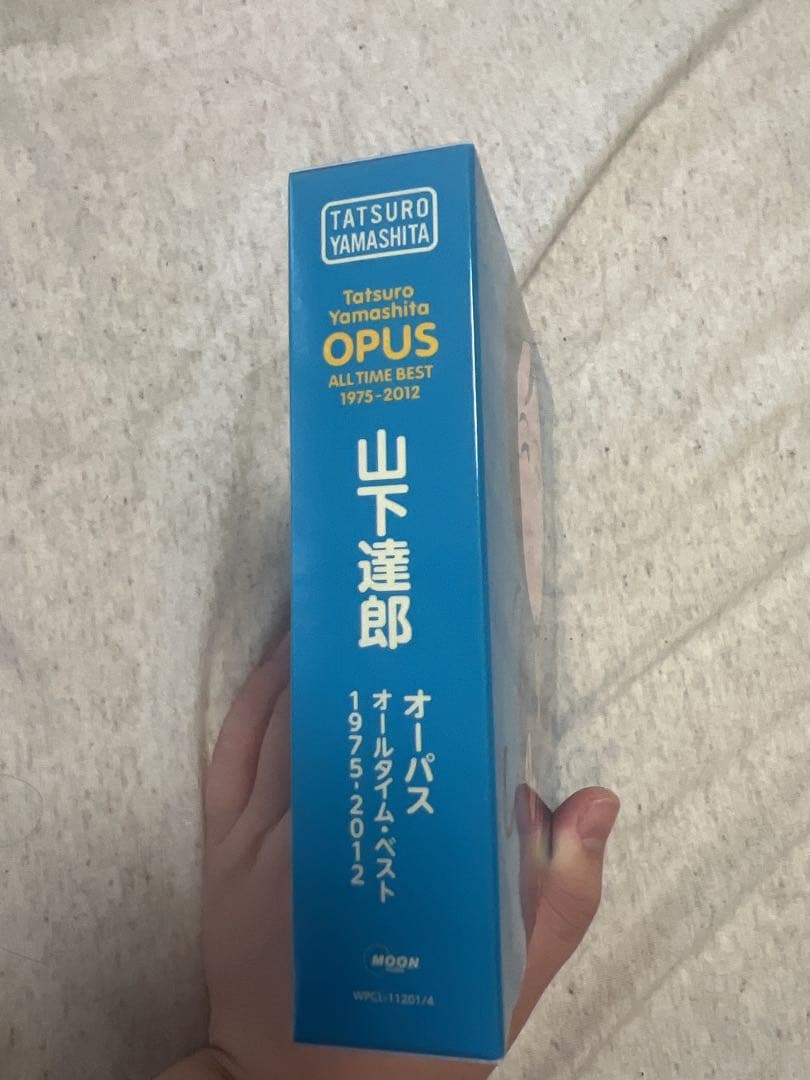 TATSURO
YAMASHITA
Tatsuro
Yamashita
OPUS
ALL TIME BEST
1975-2012
山下達郎
オーパス
オールタイム・ベスト
1975-2012
MOON
WPCL-11201/4